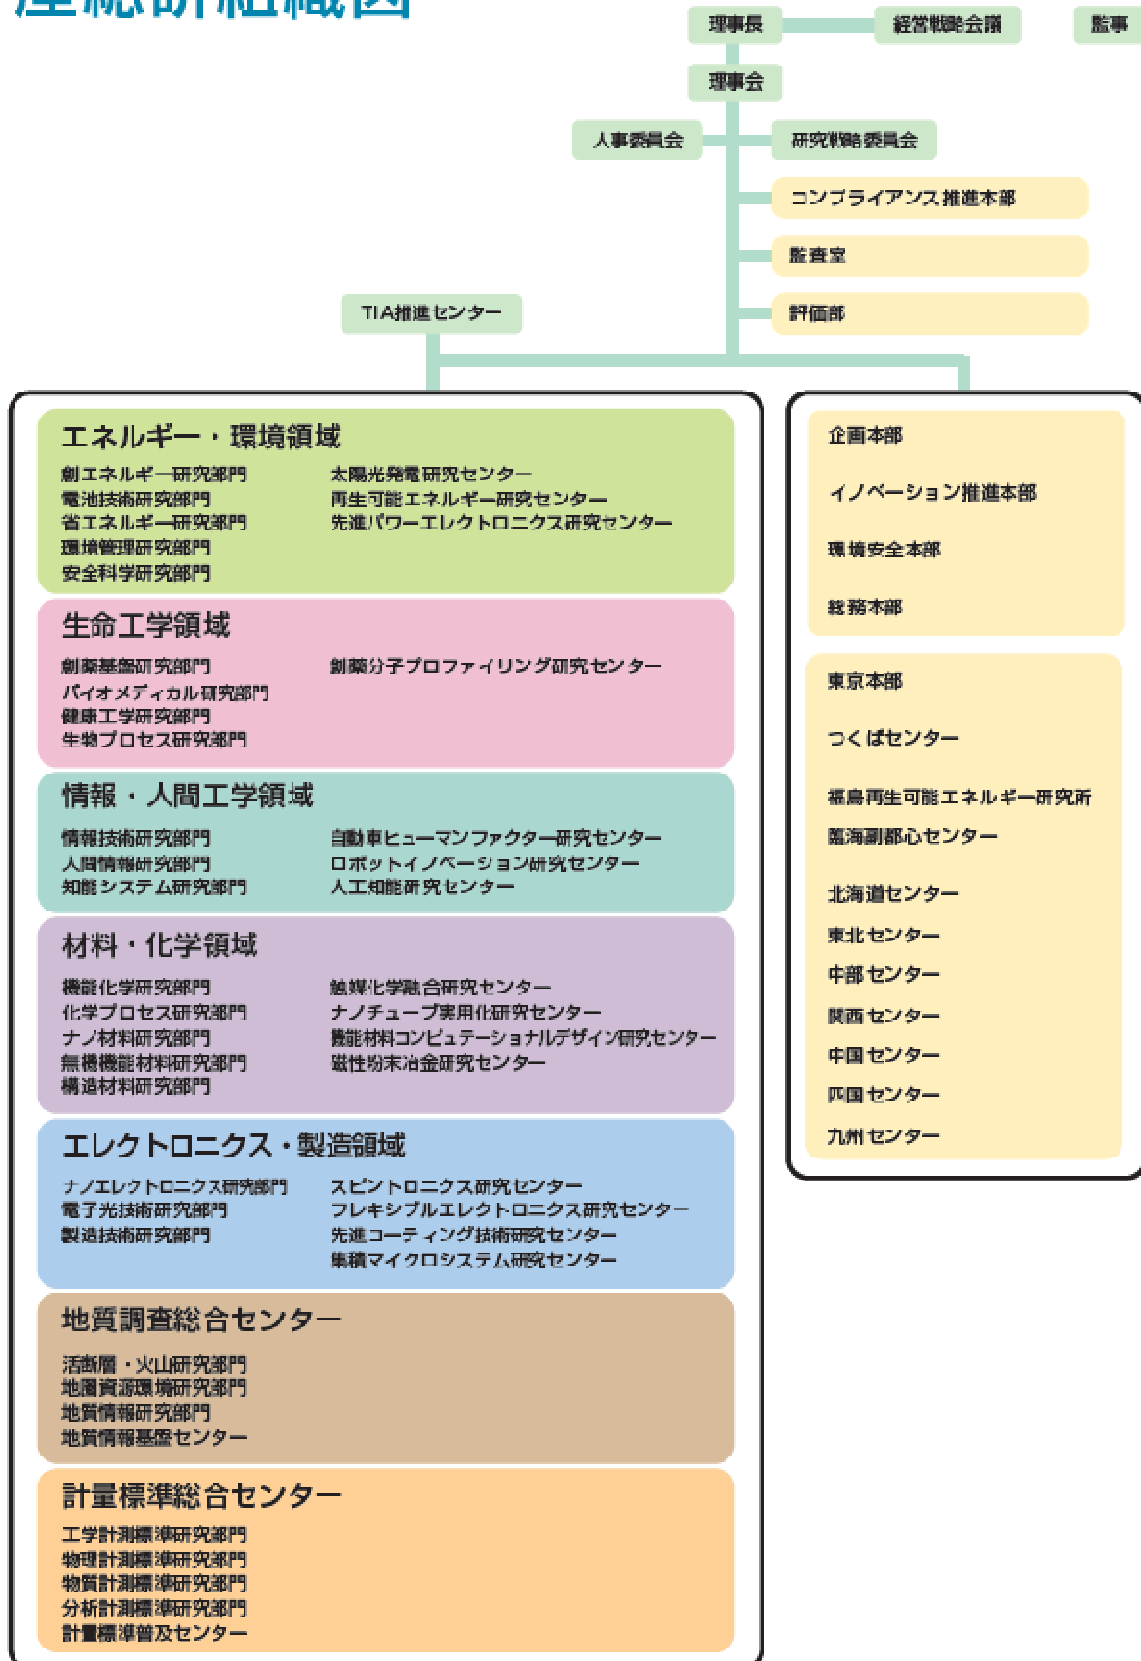 産総研組織図
理事長
経営戦略会議
監事
理事会
人事委員会
研究戦略委員会
コンプライアンス推進本部
監査室
評価部
TIA推進センター
エネルギー・環境領域
創エネルギー研究部門
電池技術研究部門
省エネルギー研究部門
環境管理研究部門
安全科学研究部門
太陽光発電研究センター
再生可能エネルギー研究センター
先進パワーエレクトロニクス研究センター
生命工学領域
創薬基盤研究部門
バイオメディカル研究部門
健康工学研究部門
生物プロセス研究部門
創薬分子プロファイリング研究センター
情報・人間工学領域
情報技術研究部門
人間情報研究部門
知能システム研究部門
自動車ヒューマンファクター研究センター
ロボットイノベーション研究センター
人工知能研究センター
材料・化学領域
機能化学研究部門
化学プロセス研究部門
ナノ材料研究部門
無機機能材料研究部門
構造材料研究部門
触媒化学融合研究センター
ナノチューブ実用化研究センター
機能材料コンピュテーショナルデザイン研究センター
磁性粉末冶金研究センター
エレクトロニクス・製造領域
ナノエレクトロニクス研究部門
電子光技術研究部門
製造技術研究部門
スピントロニクス研究センター
フレキシブルエレクトロニクス研究センター
先進コーティング技術研究センター
集積マイクロシステム研究センター
地質調査総合センター
活断層・火山研究部門
地圏資源環境研究部門
地質情報研究部門
地質情報基盤センター
計量標準総合センター
工学計測標準研究部門
物理計測標準研究部門
物質計測標準研究部門
分析計測標準研究部門
計量標準普及センター
企画本部
イノベーション推進本部
環境安全本部
総務本部
東京本部
つくばセンター
福島再生可能エネルギー研究所
臨海副都心センター
北海道センター
東北センター
中部センター
関西センター
中国センター
四国センター
九州センター